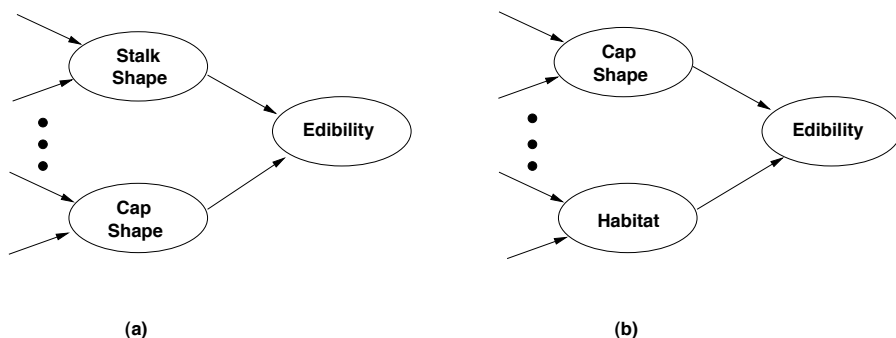 Stalk
Shape
Edibility
Cap
Shape
(a)
Cap
Shape
Edibility
Habitat
(b)